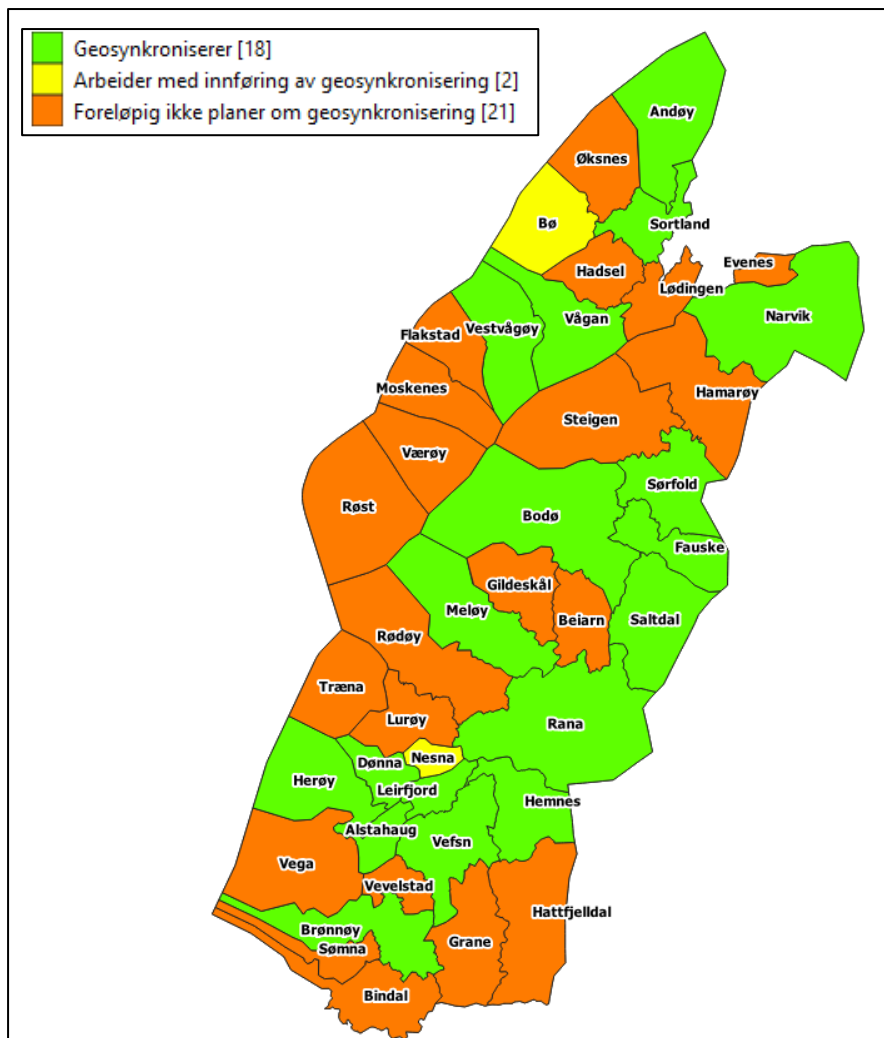 Geosynkroniserer [18]
Arbeider med innføring av geosynkronisering [2]
Foreløpig ikke planer om geosynkronisering [21]
Andøy
Øksnes
Bø
Sortland
Evenes
Hadsel
Lødingen
Narvik
Vågan
Vestvågøy
Flakstad
Moskenes
Hamarøy
Steigen
Værøy
Sørfold
Røst
Bodø
Fauske
Gildeskål
Meløy
Beiarn
Saltdal
Rødøy
Træna
Lurøy
Rana
Nesna
Dønna
Herøy
Leirfjord
Hemnes
Alstahaug
Vefsn
Vega
Vevelstad
Hattfjelldal
Brønnøy
Grane
Sømna
Bindal